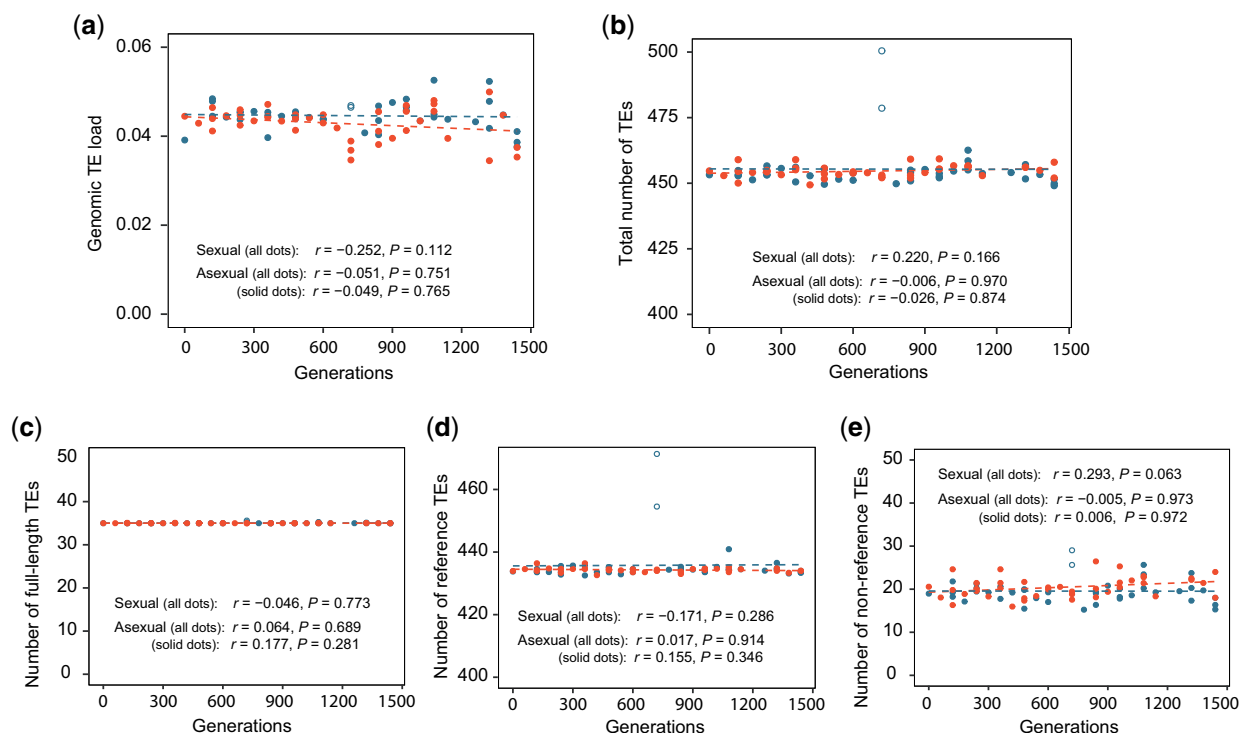 (a)
Genomic TE load
0.06
0.04
0.02
0.00
Sexual (all dots): r = −0.252, P = 0.112
Asexual (all dots): r = −0.051, P = 0.751
(solid dots): r = −0.049, P = 0.765
0 300 600 900 1200 1500
Generations
(b)
Total number of TEs
500
475
450
425
400
Sexual (all dots): r = 0.220, P = 0.166
Asexual (all dots): r = −0.006, P = 0.970
(solid dots): r = −0.026, P = 0.874
0 300 600 900 1200 1500
Generations
(c)
Number of full-length TEs
50
40
30
20
10
0
Sexual (all dots): r = −0.046, P = 0.773
Asexual (all dots): r = 0.064, P = 0.689
(solid dots): r = 0.177, P = 0.281
0 300 600 900 1200 1500
Generations
(d)
Number of reference TEs
460
440
420
400
Sexual (all dots): r = −0.171, P = 0.286
Asexual (all dots): r = 0.017, P = 0.914
(solid dots): r = 0.155, P = 0.346
0 300 600 900 1200 1500
Generations
(e)
Number of non-reference TEs
50
40
30
20
10
0
Sexual (all dots): r = 0.293, P = 0.063
Asexual (all dots): r = −0.005, P = 0.973
(solid dots): r = 0.006, P = 0.972
0 300 600 900 1200 1500
Generations